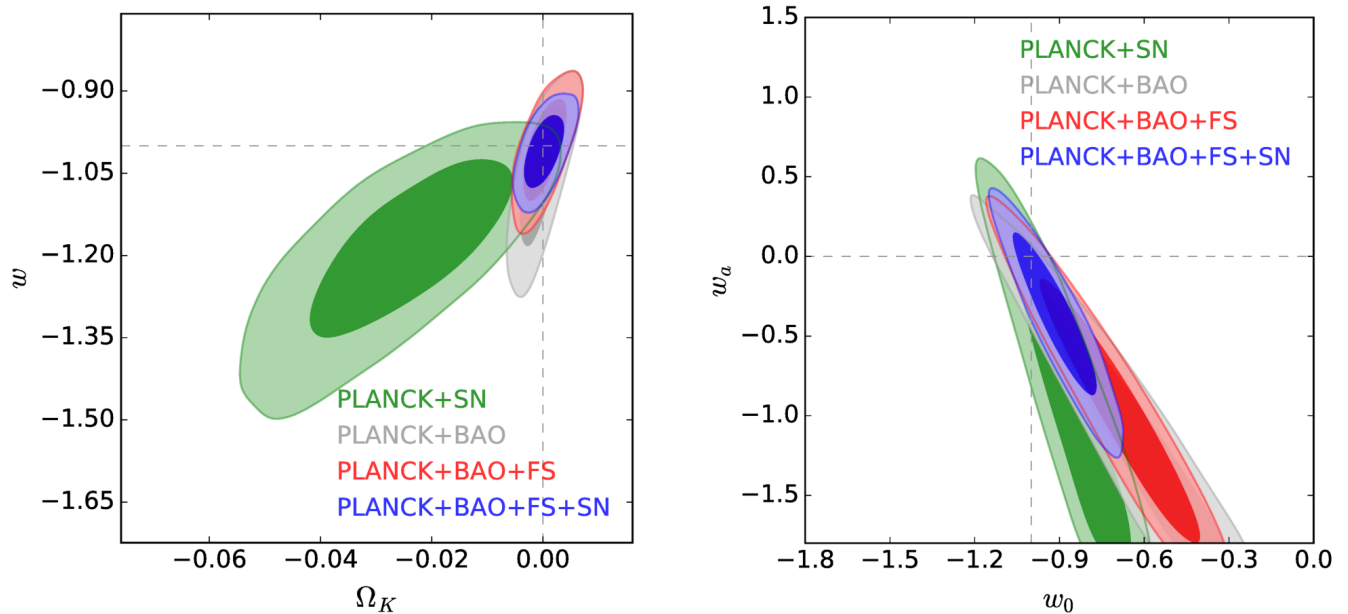 −0.90
−1.05
−1.20
−1.35
−1.50
−1.65
w
−0.06
−0.04
−0.02
0.00
Ω_K
PLANCK+SN
PLANCK+BAO
PLANCK+BAO+FS
PLANCK+BAO+FS+SN
1.5
1.0
0.5
0.0
−0.5
−1.0
−1.5
w_a
−1.8
−1.5
−1.2
−0.9
−0.6
−0.3
0.0
w_0
PLANCK+SN
PLANCK+BAO
PLANCK+BAO+FS
PLANCK+BAO+FS+SN